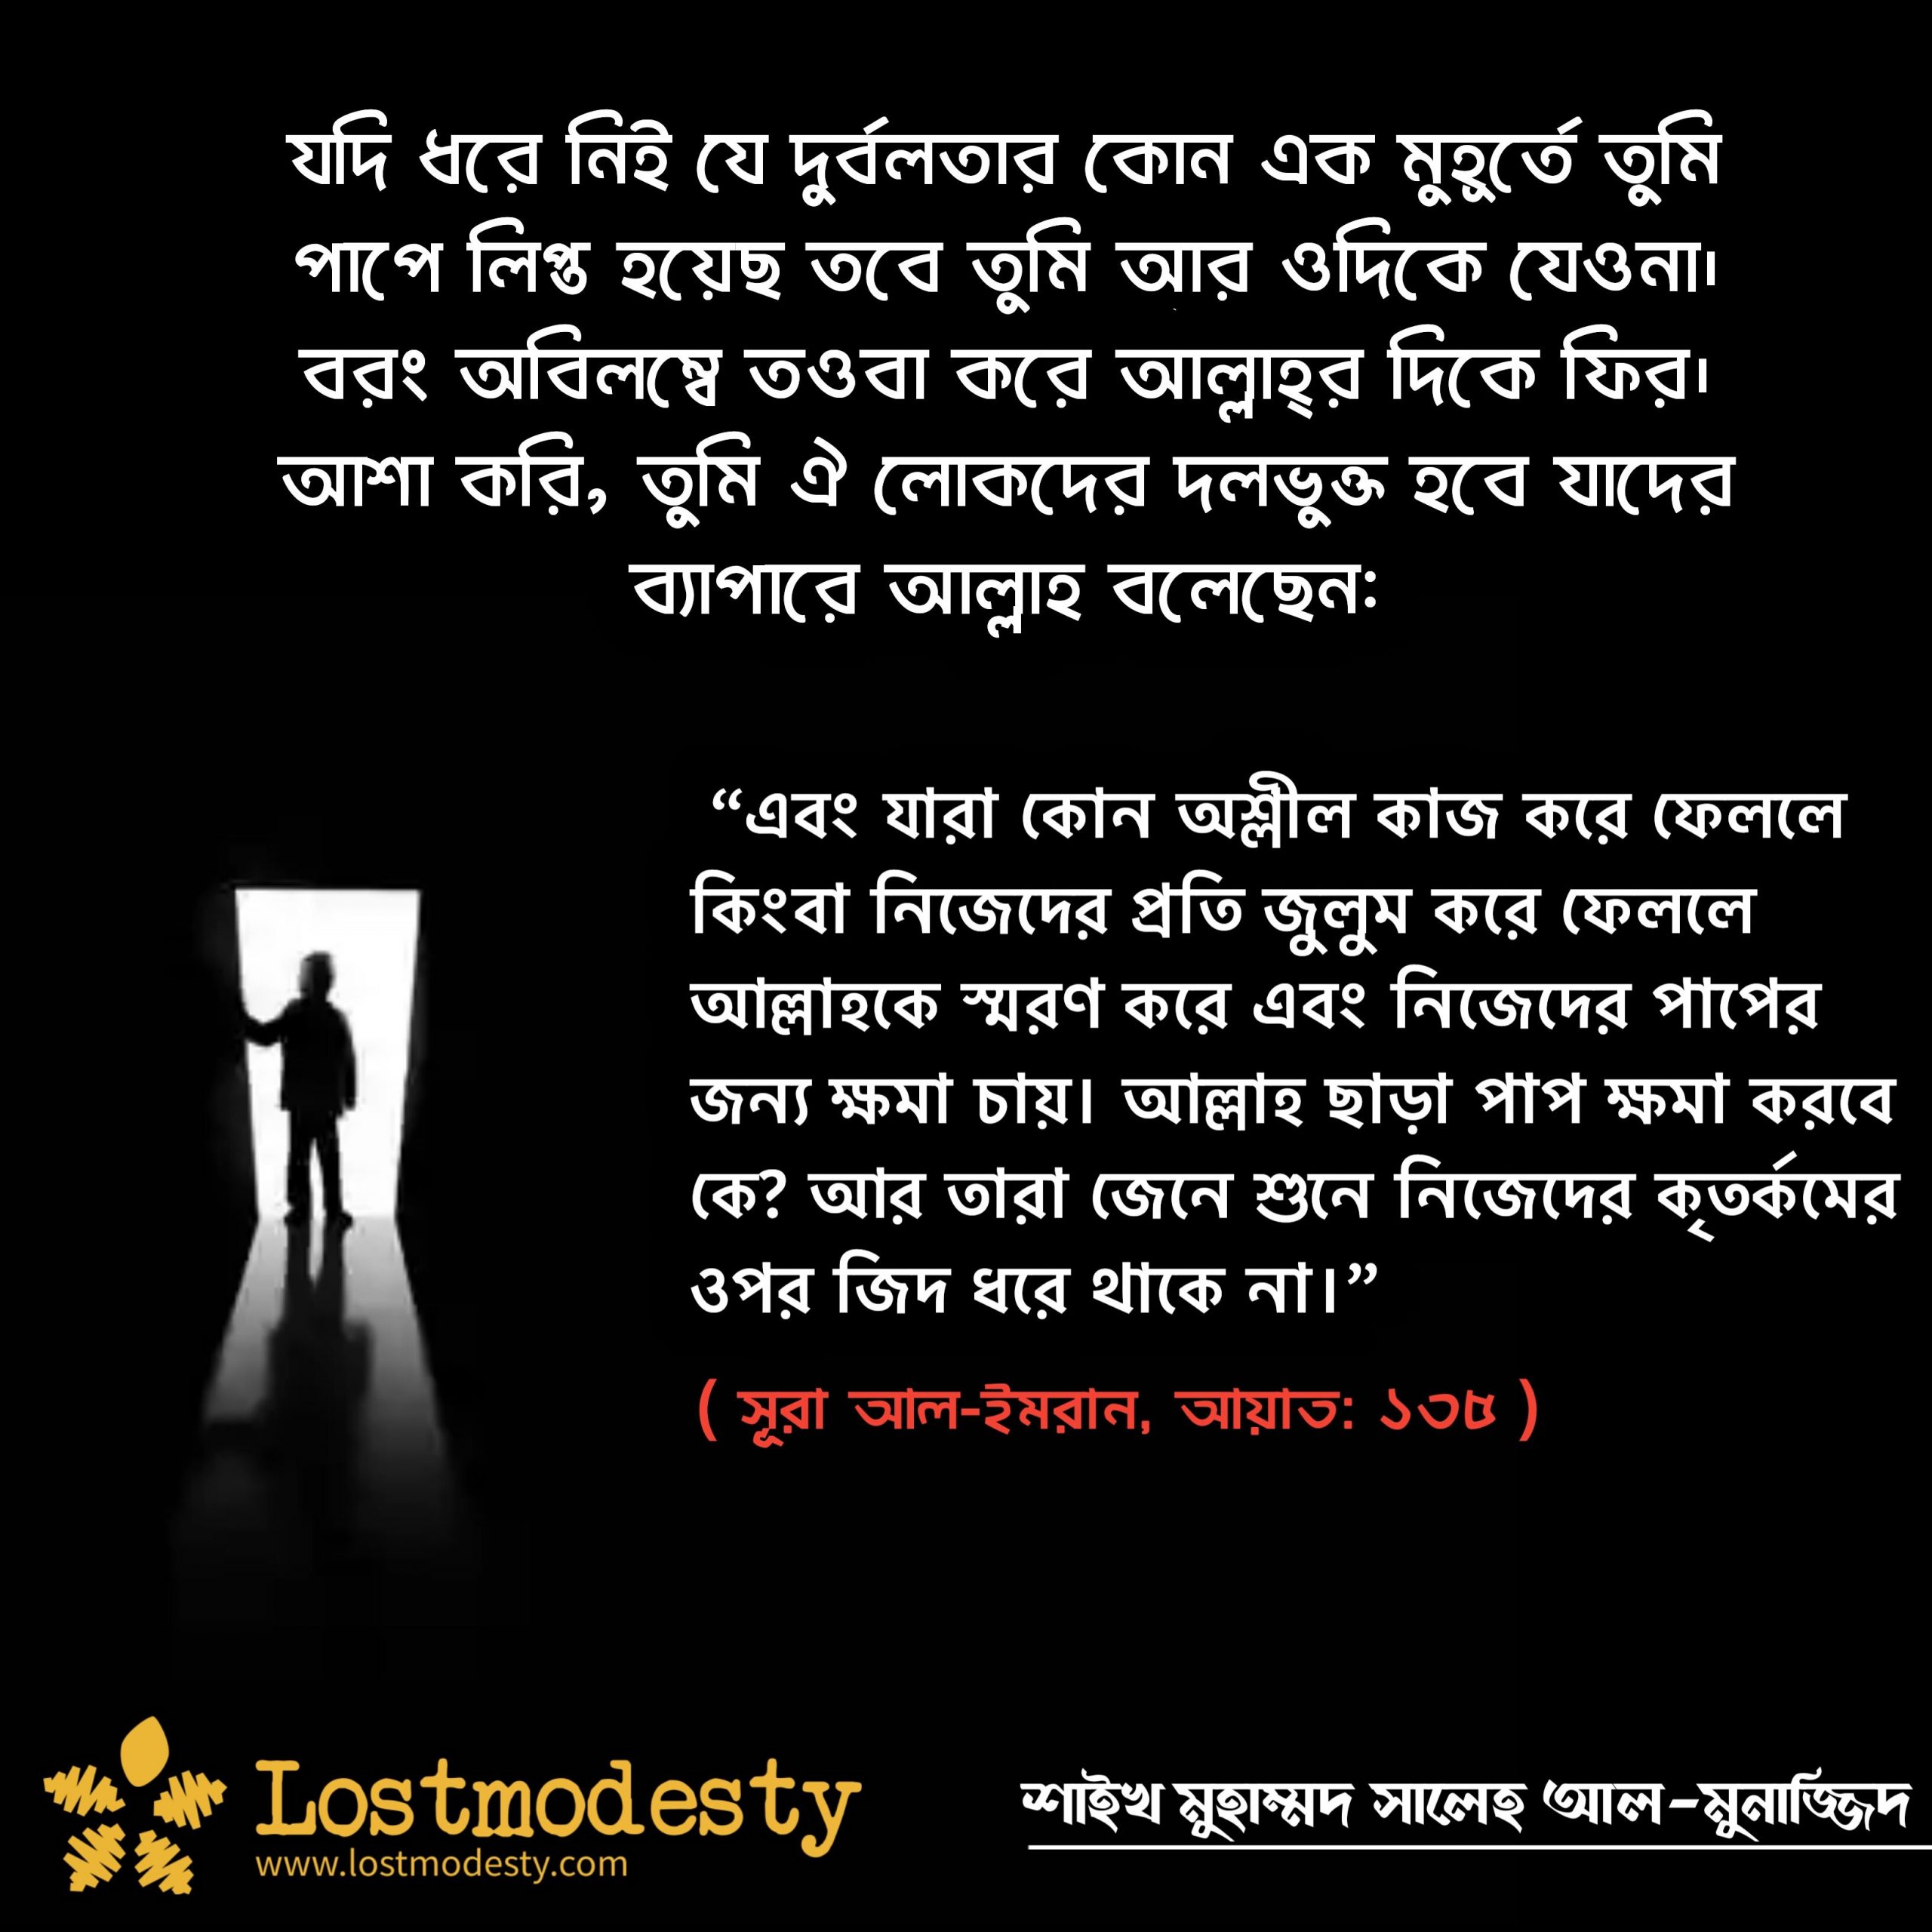 যদি ধরে নিই যে দুর্বলতার কোন এক মুহুর্তে তুমি
পাপে লিপ্ত হয়েছ তবে তুমি আর ওদিকে যেওনা।
বরং অবিলম্বে তওবা করে আল্লাহ্‌র দিকে ফির।
আশা করি, তুমি ঐ লোকদের দলভুক্ত হবে যাদের
ব্যাপারে আল্লাহ বলেছেন:
“এবং যারা কোন অশ্লীল কাজ করে ফেললে
কিংবা নিজেদের প্রতি জুলুম করে ফেললে
আল্লাহকে স্মরণ করে এবং নিজেদের পাপের
জন্য ক্ষমা চায়। আল্লাহ ছাড়া পাপ ক্ষমা করবে
কে? আর তারা জেনে শুনে নিজেদের কৃতর্কমের
ওপর জিদ ধরে থাকে না।”
( সূরা আল-ইমরান, আয়াত: ১৩৫ )
Lostmodesty
www.lostmodesty.com
শাইখ মুহাম্মদ সালেহ আল-মুনাজ্জিদ